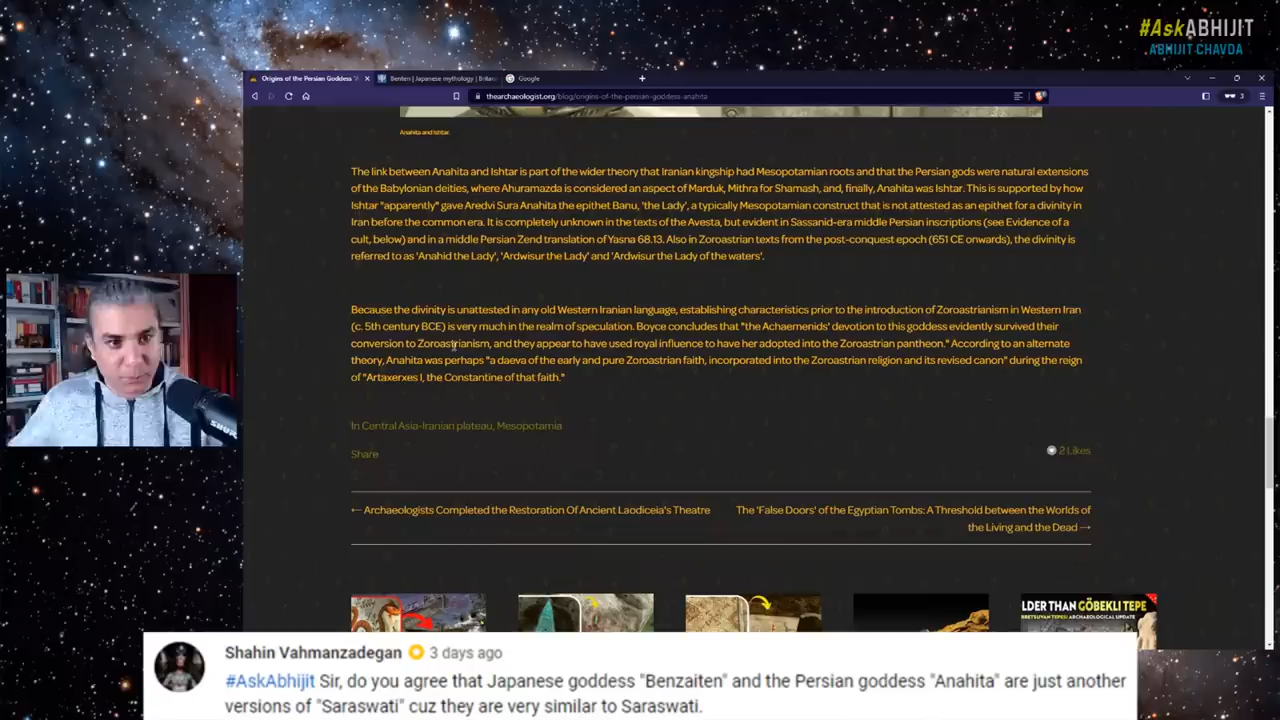 #AskABHIJIT
ABHIJIT CHAVDA
Origins of the Persian Goddess "A
Benten | Japanese mythology | Britan
Google
thearchaeologist.org/blog/origins-of-the-persian-goddess-anahita
3
Anahita and Ishtar.
The link between Anahita and Ishtar is part of the wider theory that Iranian kingship had Mesopotamian roots and that the Persian gods were natural extensions
of the Babylonian deities, where Ahuramazda is considered an aspect of Marduk, Mithra for Shamash, and, finally, Anahita was Ishtar. This is supported by how
Ishtar "apparently" gave Aredvi Sura Anahita the epithet Banu, 'the Lady', a typically Mesopotamian construct that is not attested as an epithet for a divinity in
Iran before the common era. It is completely unknown in the texts of the Avesta, but evident in Sassanid-era middle Persian inscriptions (see Evidence of a
cult, below) and in a middle Persian Zend translation of Yasna 68.13. Also in Zoroastrian texts from the post-conquest epoch (651 CE onwards), the divinity is
referred to as 'Anahid the Lady', 'Ardwisur the Lady' and 'Ardwisur the Lady of the waters'.
Because the divinity is unattested in any old Western Iranian language, establishing characteristics prior to the introduction of Zoroastrianism in Western Iran
(c. 5th century BCE) is very much in the realm of speculation. Boyce concludes that "the Achaemenids' devotion to this goddess evidently survived their
conversion to Zoroastrianism, and they appear to have used royal influence to have her adopted into the Zoroastrian pantheon." According to an alternate
theory, Anahita was perhaps "a daeva of the early and pure Zoroastrian faith, incorporated into the Zoroastrian religion and its revised canon" during the reign
of "Artaxerxes I, the Constantine of that faith."
In Central Asia-Iranian plateau, Mesopotamia
Share
2 Likes
← Archaeologists Completed the Restoration Of Ancient Laodiceia's Theatre
The 'False Doors' of the Egyptian Tombs: A Threshold between the Worlds of
the Living and the Dead →
LDER THAN GÖBEKLI TEPE
BRETSUVAN TEPESI ARCHAEOLOGICAL UPDATE
Shahin Vahmanzadegan 3 days ago
#AskAbhijit Sir, do you agree that Japanese goddess "Benzaiten" and the Persian goddess "Anahita" are just another
versions of "Saraswati" cuz they are very similar to Saraswati.